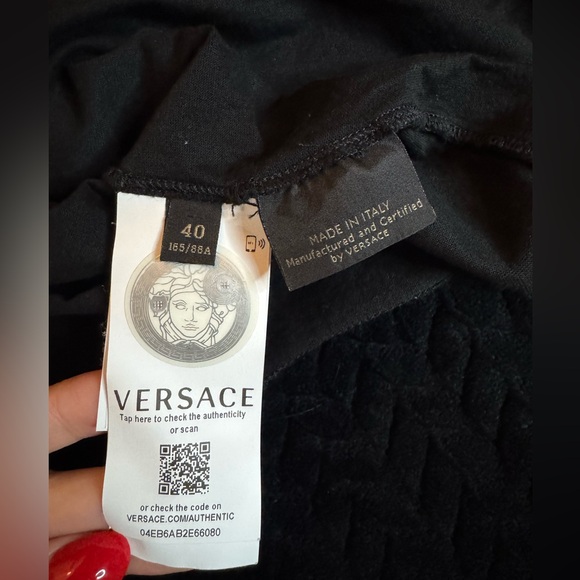 40
165/88A
MADE IN ITALY
Manufactured and Certified
by VERSACE
VERSACE
Tap here to check the authenticity
or scan
or check the code on
VERSACE.COM/AUTHENTIC
04EB6AB2E66080